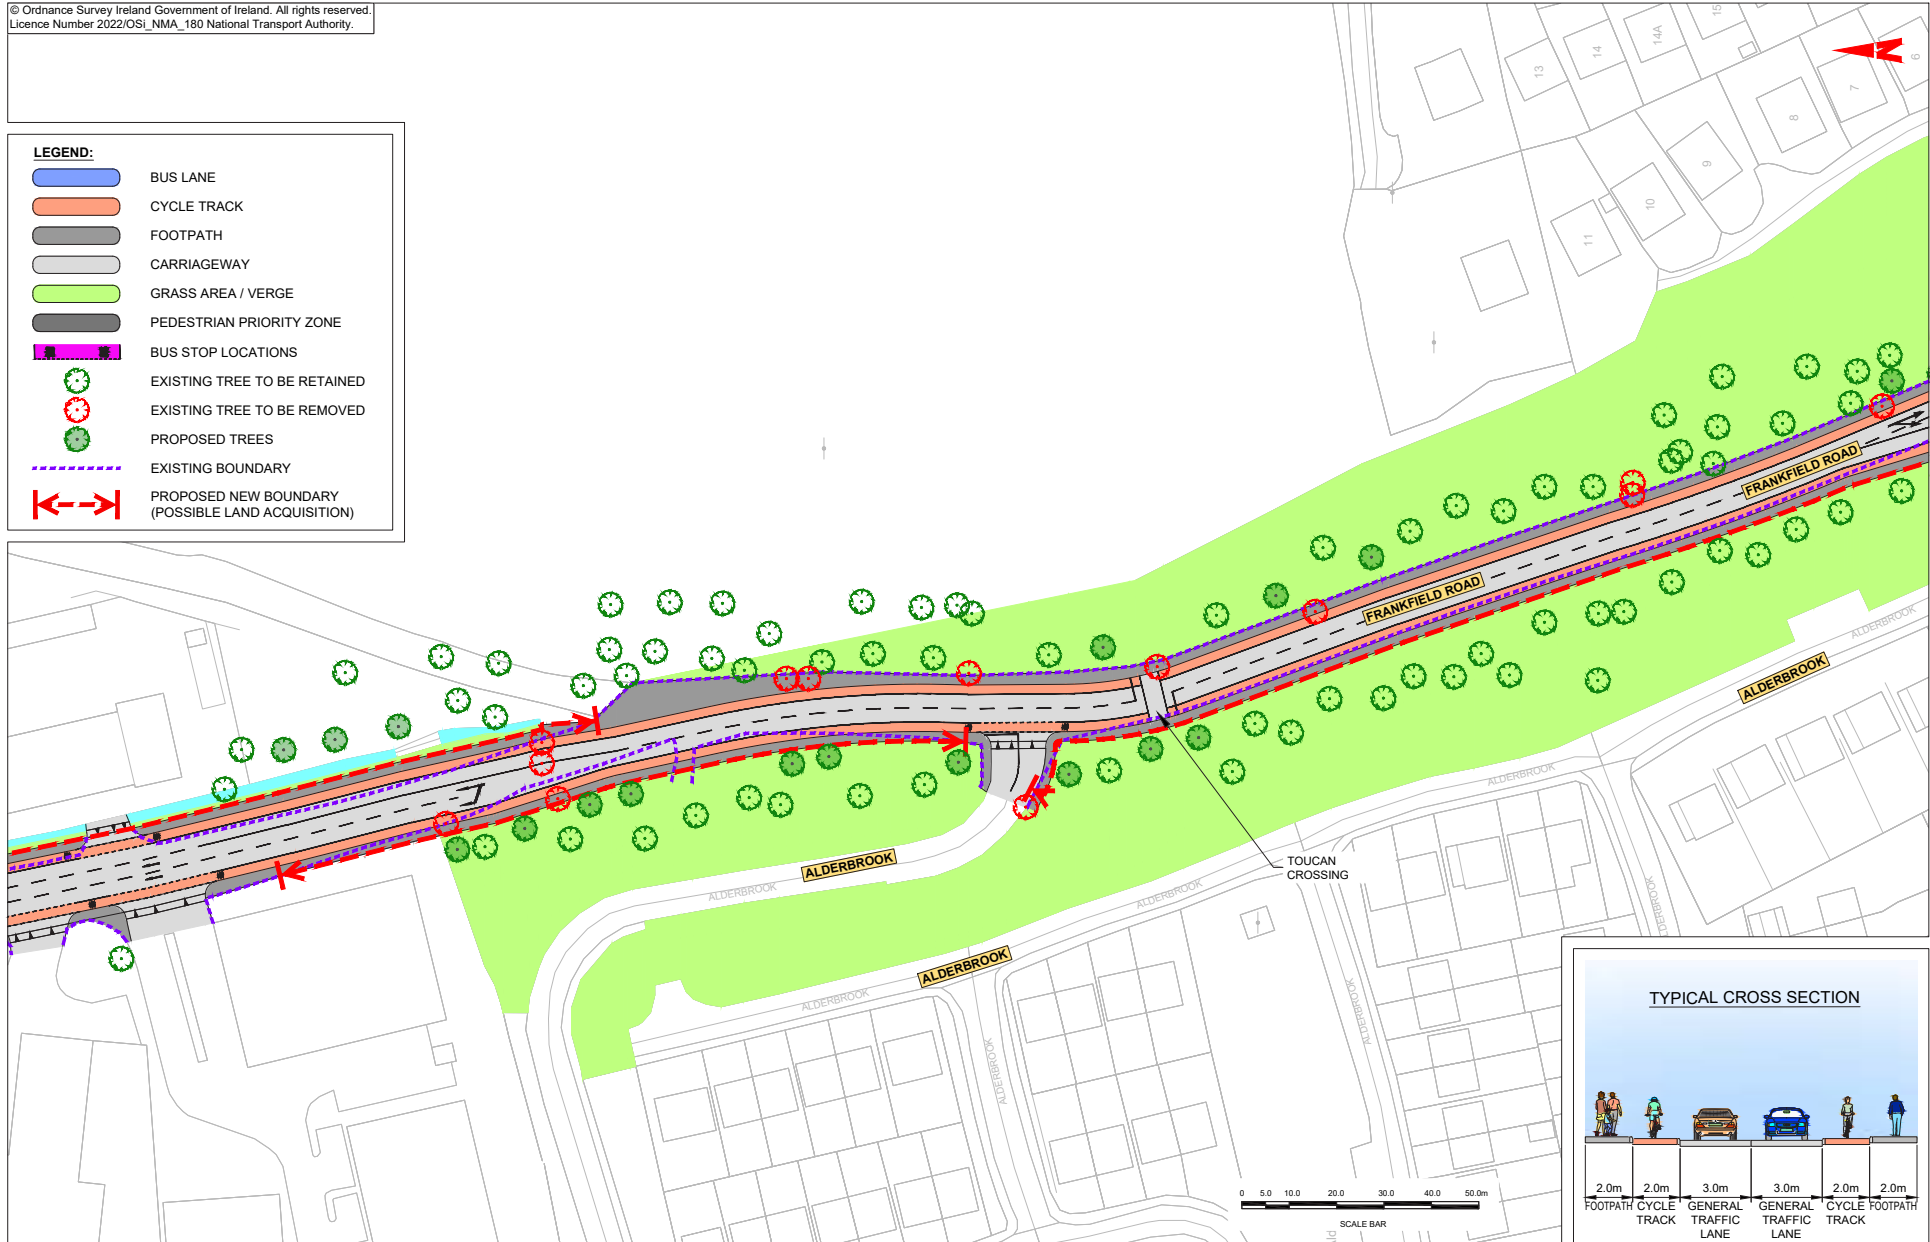 © Ordnance Survey Ireland Government of Ireland. All rights reserved.
Licence Number 2022/OSi_NMA_180 National Transport Authority.
LEGEND:
BUS LANE
CYCLE TRACK
FOOTPATH
CARRIAGEWAY
GRASS AREA / VERGE
PEDESTRIAN PRIORITY ZONE
BUS STOP LOCATIONS
EXISTING TREE TO BE RETAINED
EXISTING TREE TO BE REMOVED
PROPOSED TREES
EXISTING BOUNDARY
PROPOSED NEW BOUNDARY
(POSSIBLE LAND ACQUISITION)
N
13
14
14A
15
6
7
8
9
10
11
FRANKFIELD ROAD
FRANKFIELD ROAD
ALDERBROOK
ALDERBROOK
ALDERBROOK
TOUCAN
CROSSING
ALDERBROOK
ALDERBROOK
ALDERBROOK
ALDERBROOK
ALDERBROOK
ALDERBROOK
ALDERBROOK
ALDERBROOK
TYPICAL CROSS SECTION
2.0m
2.0m
3.0m
3.0m
2.0m
2.0m
FOOTPATH
CYCLE
TRACK
GENERAL
TRAFFIC
LANE
GENERAL
TRAFFIC
LANE
CYCLE
TRACK
FOOTPATH
0 5.0 10.0 20.0 30.0 40.0 50.0m
SCALE BAR